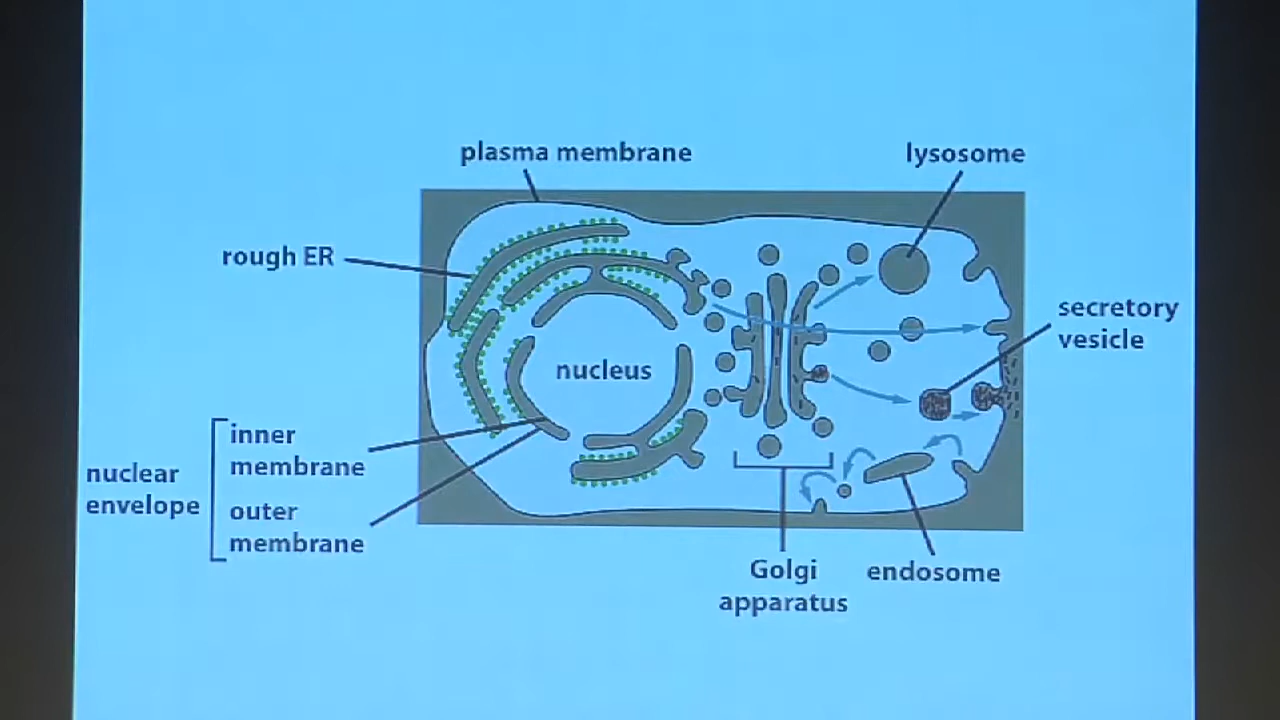 plasma membrane
lysosome
rough ER
secretory
vesicle
nucleus
nuclear
envelope
inner
membrane
outer
membrane
Golgi
apparatus
endosome